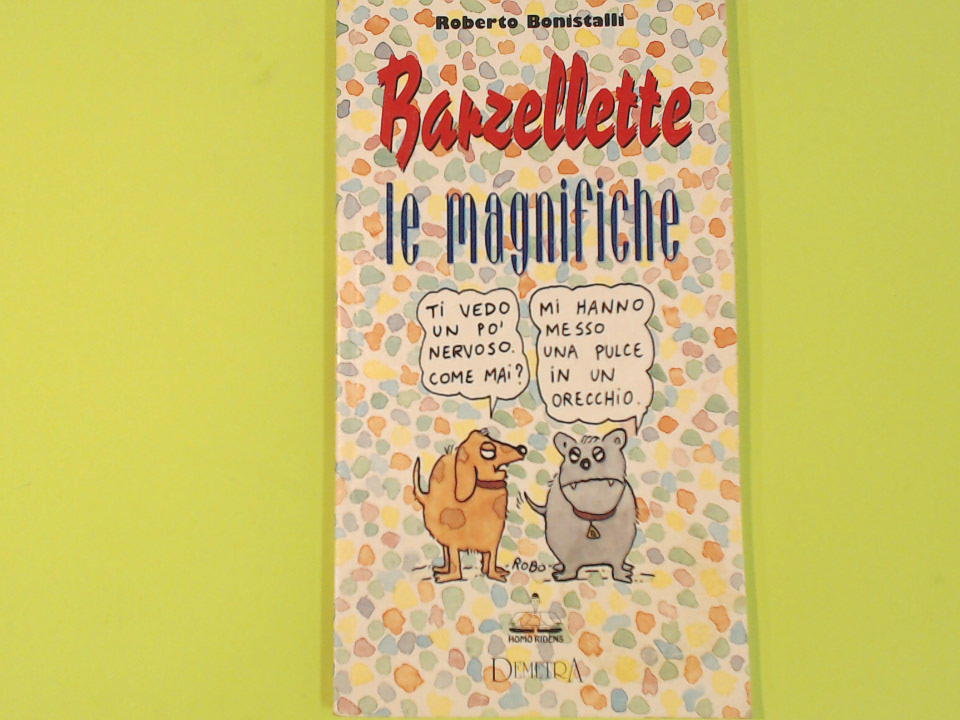 Roberto Bonistalli
Barzellette
le magnifiche
Ti VEDO
UN PO'
NERVOSO.
COME MAi?
Mi HANNO
MESSO
UNA PULCE
iN UN
ORECCHiO.
ROBO
HOMO RIDENS
DEMETRA